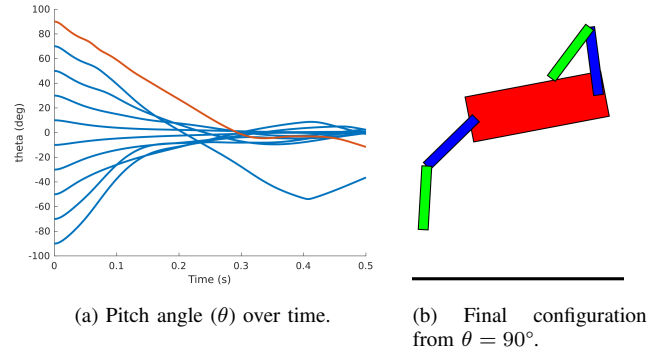 100
80
60
40
20
0
-20
-40
-60
-80
-100
theta (deg)
0 0.1 0.2 0.3 0.4 0.5
Time (s)
(a) Pitch angle (θ) over time.
(b) Final configuration
from θ = 90°.